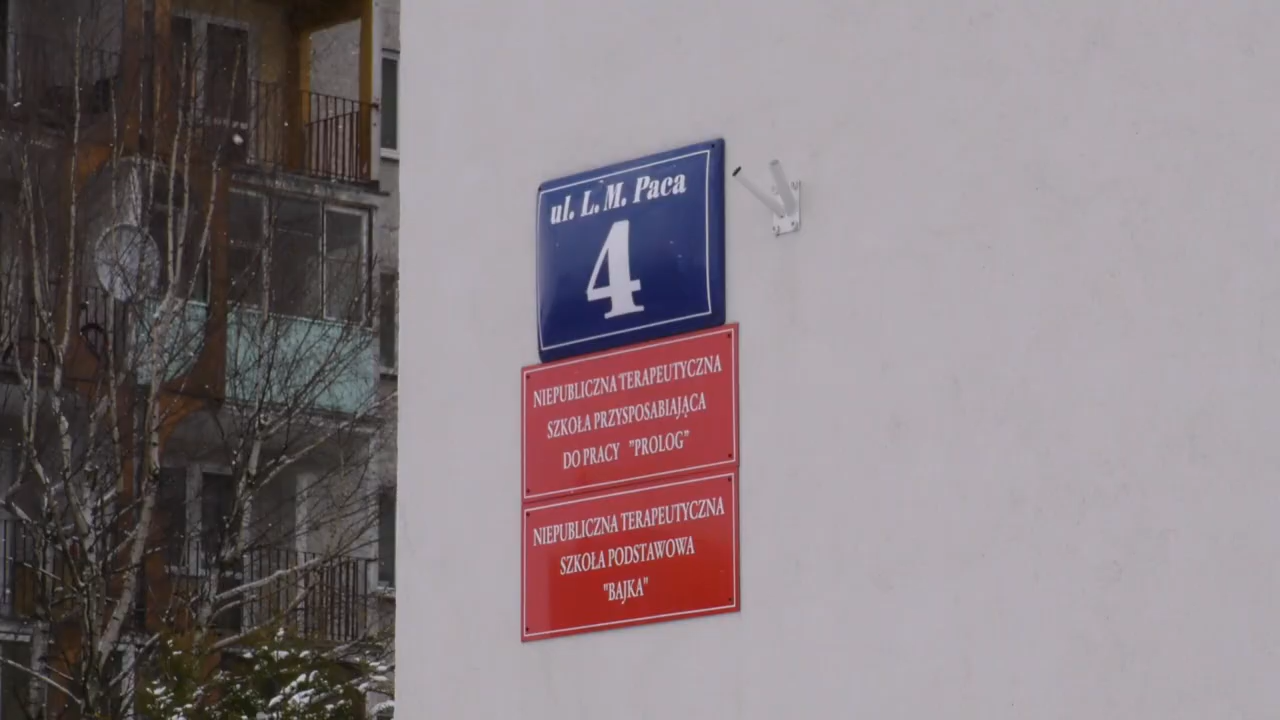 ul. L. M. Paca
4
NIEPUBLICZNA TERAPEUTYCZNA
SZKOŁA PRZYSPOSABIAJĄCA
DO PRACY "PROLOG"
NIEPUBLICZNA TERAPEUTYCZNA
SZKOŁA PODSTAWOWA
"BAJKA"